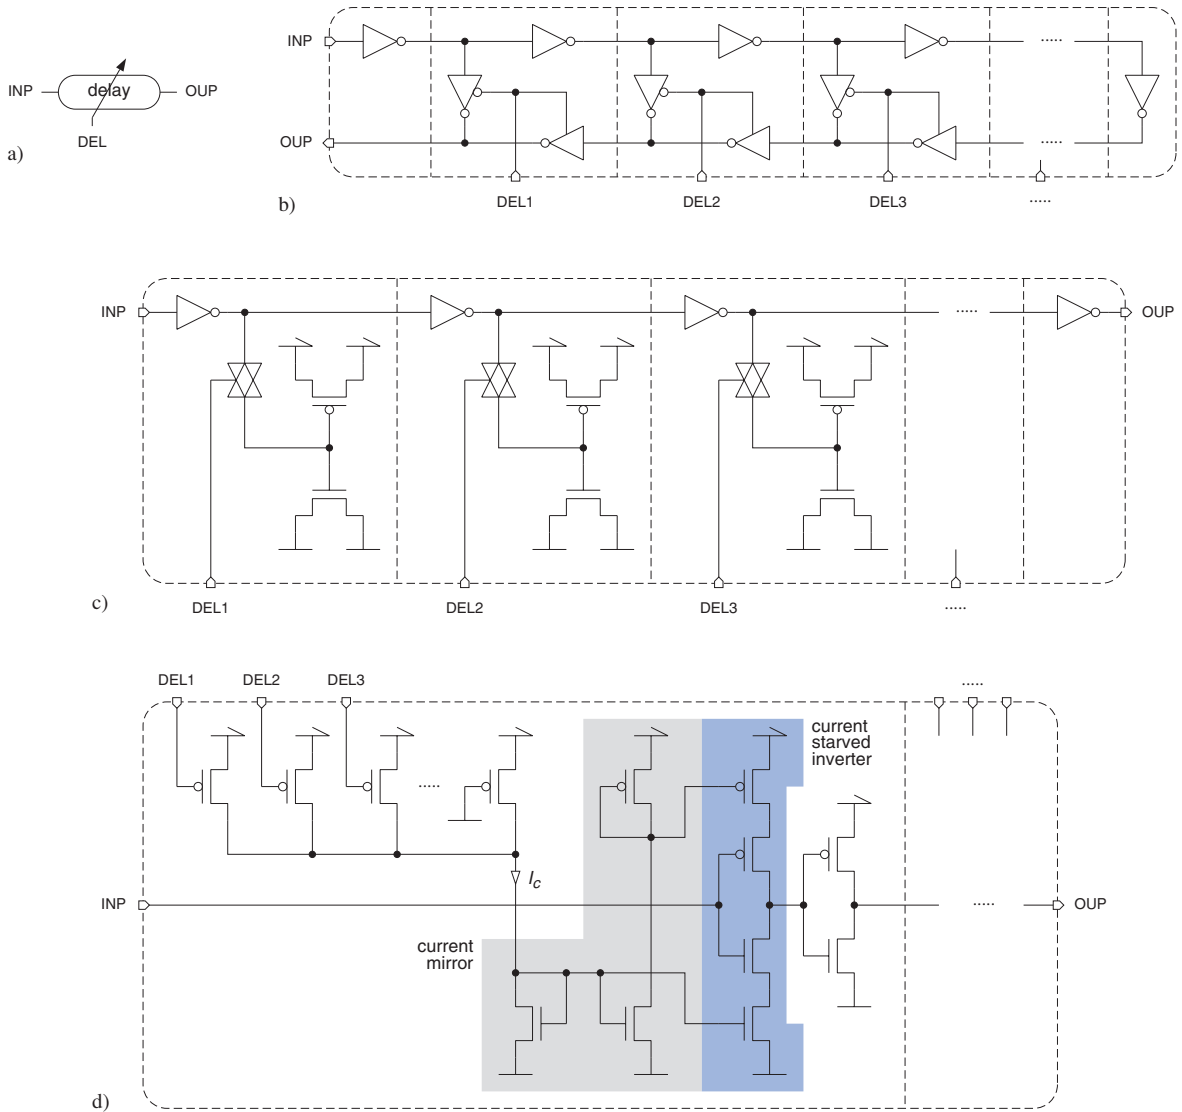 INP delay OUP
DEL
a)
INP
.....
OUP
.....
DEL1 DEL2 DEL3 .....
b)
INP ..... OUP
DEL1 DEL2 DEL3 .....
c)
DEL1 DEL2 DEL3 .....
current
starved
inverter
.....
Ic
INP ..... OUP
current
mirror
d)